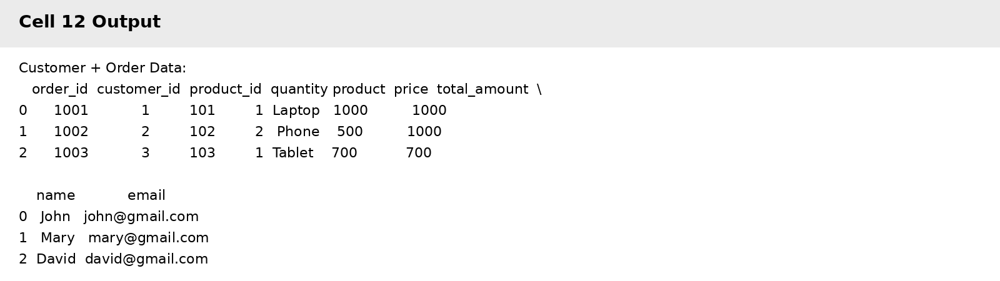 Cell 12 Output
Customer + Order Data:
order_id customer_id product_id quantity product price total_amount \
0 1001 1 101 1 Laptop 1000 1000
1 1002 2 102 2 Phone 500 1000
2 1003 3 103 1 Tablet 700 700
name email
0 John john@gmail.com
1 Mary mary@gmail.com
2 David david@gmail.com